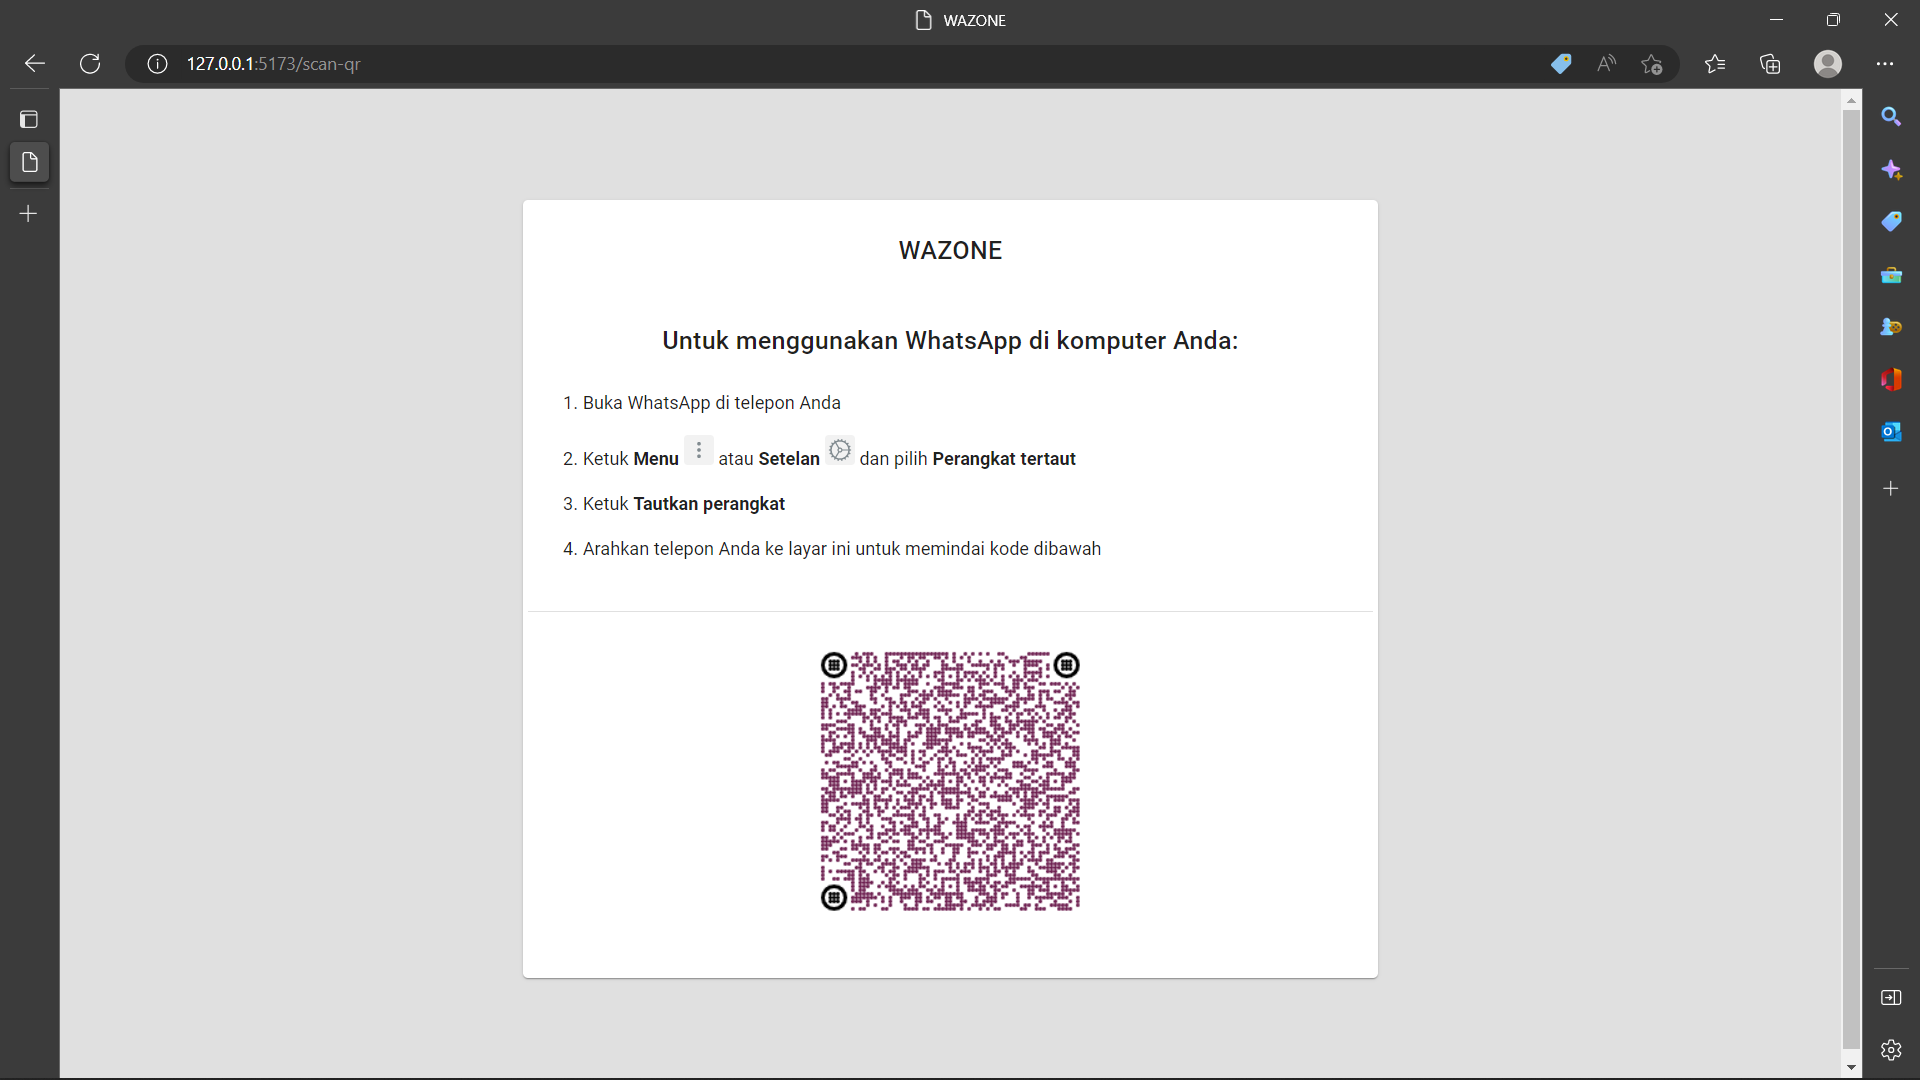 WAZONE
127.0.0.1:5173/scan-qr
WAZONE
Untuk menggunakan WhatsApp di komputer Anda:
1. Buka WhatsApp di telepon Anda
2. Ketuk Menu atau Setelan dan pilih Perangkat tertaut
3. Ketuk Tautkan perangkat
4. Arahkan telepon Anda ke layar ini untuk memindai kode dibawah